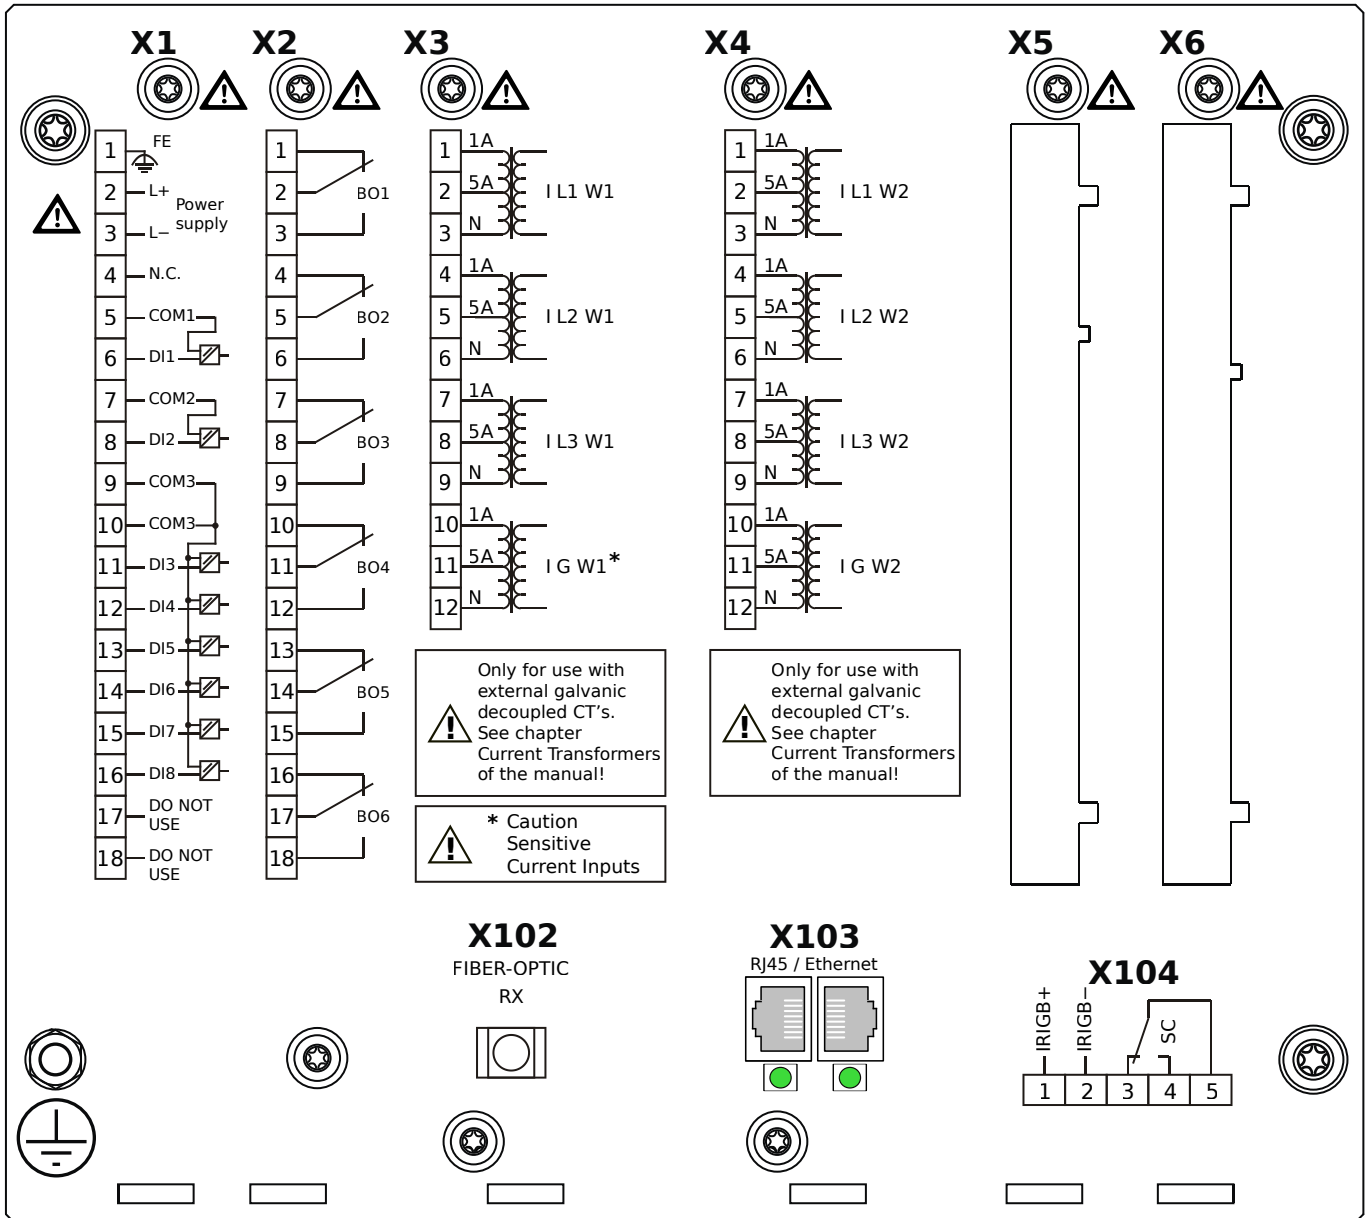 X1 X2 X3 X4 X5 X6
1 FE
2 L+
Power
supply
3 L−
4 N.C.
5 COM1
6 DI1
7 COM2
8 DI2
9 COM3
10 COM3
11 DI3
12 DI4
13 DI5
14 DI6
15 DI7
16 DI8
17 DO NOT
USE
18 DO NOT
USE
1
2 BO1
3
4
5 BO2
6
7
8 BO3
9
10
11 BO4
12
13
14 BO5
15
16
17 BO6
18
1 1A
2 5A I L1 W1
3 N
4 1A
5 5A I L2 W1
6 N
7 1A
8 5A I L3 W1
9 N
10 1A
11 5A I G W1*
12 N
Only for use with
external galvanic
decoupled CT's.
See chapter
Current Transformers
of the manual!
* Caution
Sensitive
Current Inputs
1 1A
2 5A I L1 W2
3 N
4 1A
5 5A I L2 W2
6 N
7 1A
8 5A I L3 W2
9 N
10 1A
11 5A I G W2
12 N
Only for use with
external galvanic
decoupled CT's.
See chapter
Current Transformers
of the manual!
X102
FIBER-OPTIC
RX
X103
RJ45 / Ethernet
X104
IRIGB+
IRIGB−
SC
1 2 3 4 5